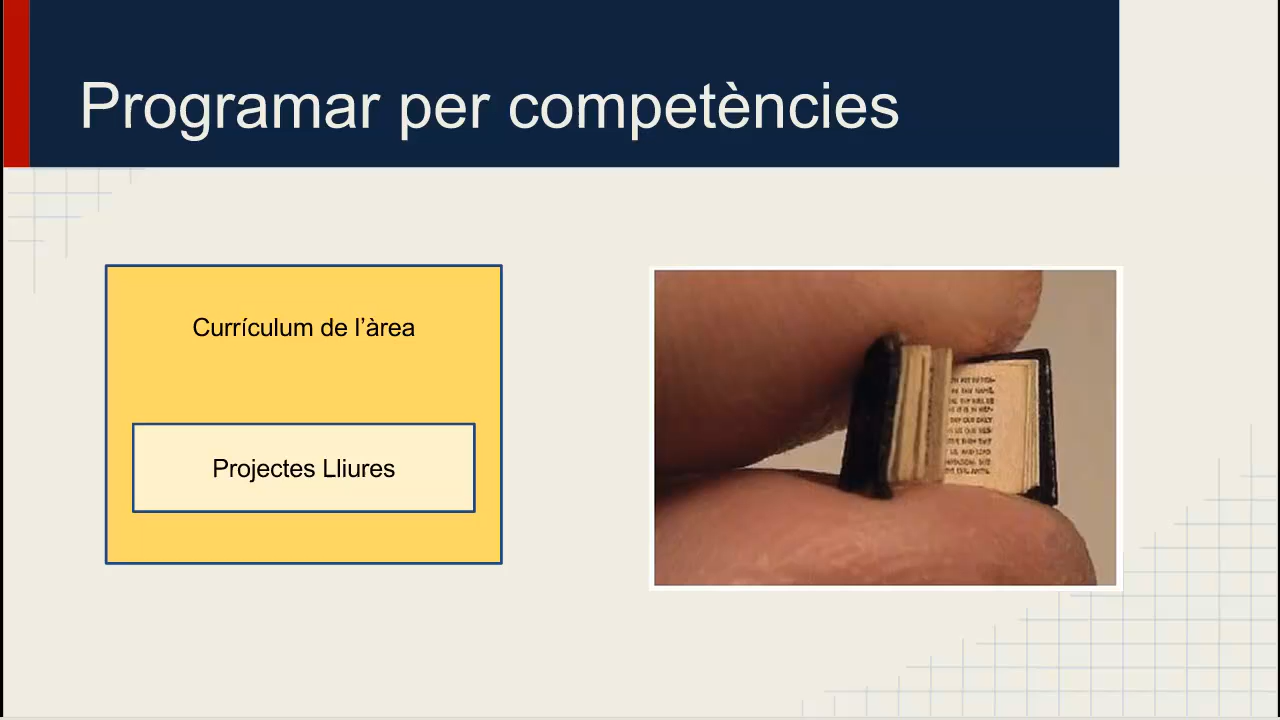 Programar per competències
Currículum de l’àrea
Projectes Lliures